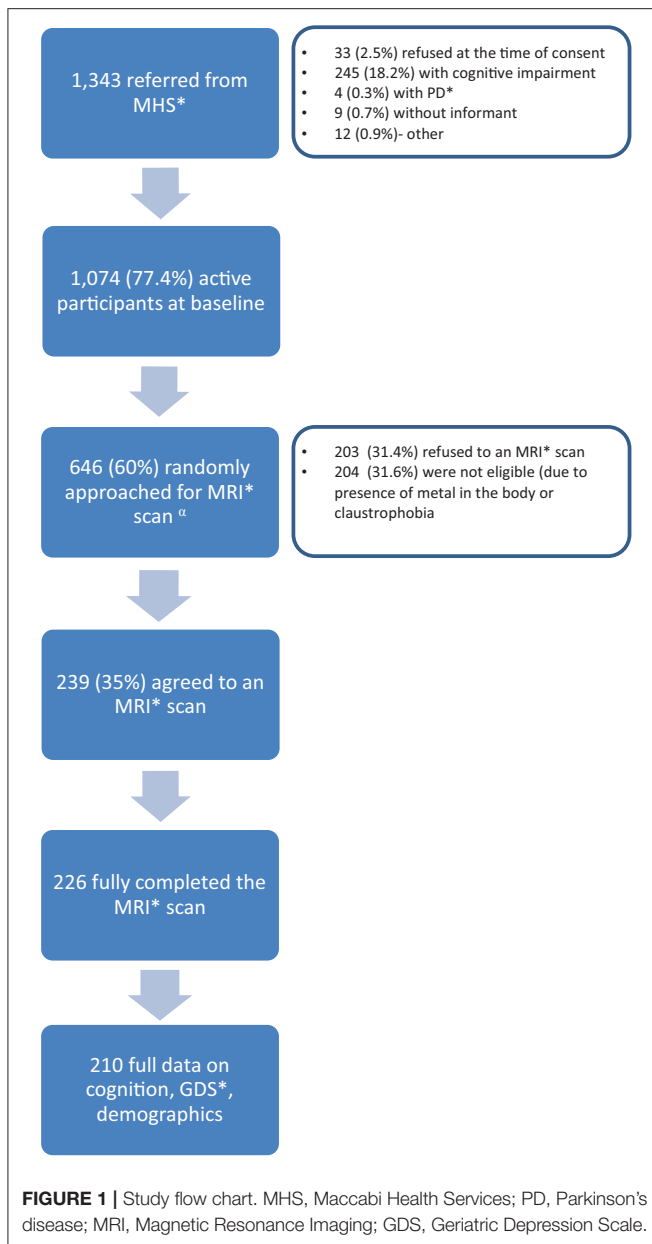 1,343 referred from
MHS*
• 33 (2.5%) refused at the time of consent
• 245 (18.2%) with cognitive impairment
• 4 (0.3%) with PD*
• 9 (0.7%) without informant
• 12 (0.9%)- other
1,074 (77.4%) active
participants at baseline
646 (60%) randomly
approached for MRI*
scan α
• 203 (31.4%) refused to an MRI* scan
• 204 (31.6%) were not eligible (due to
presence of metal in the body or
claustrophobia
239 (35%) agreed to an
MRI* scan
226 fully completed the
MRI* scan
210 full data on
cognition, GDS*,
demographics
FIGURE 1 | Study flow chart. MHS, Maccabi Health Services; PD, Parkinson's
disease; MRI, Magnetic Resonance Imaging; GDS, Geriatric Depression Scale.